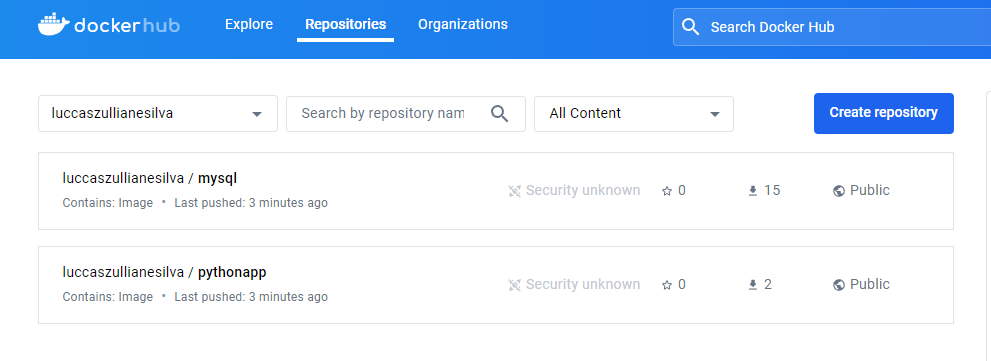 dockerhub Explore Repositories Organizations Search Docker Hub
luccaszullianesilva Search by repository nam All Content Create repository
luccaszullianesilva / mysql
Security unknown 0 15 Public
Contains: Image • Last pushed: 3 minutes ago
luccaszullianesilva / pythonapp
Security unknown 0 2 Public
Contains: Image • Last pushed: 3 minutes ago